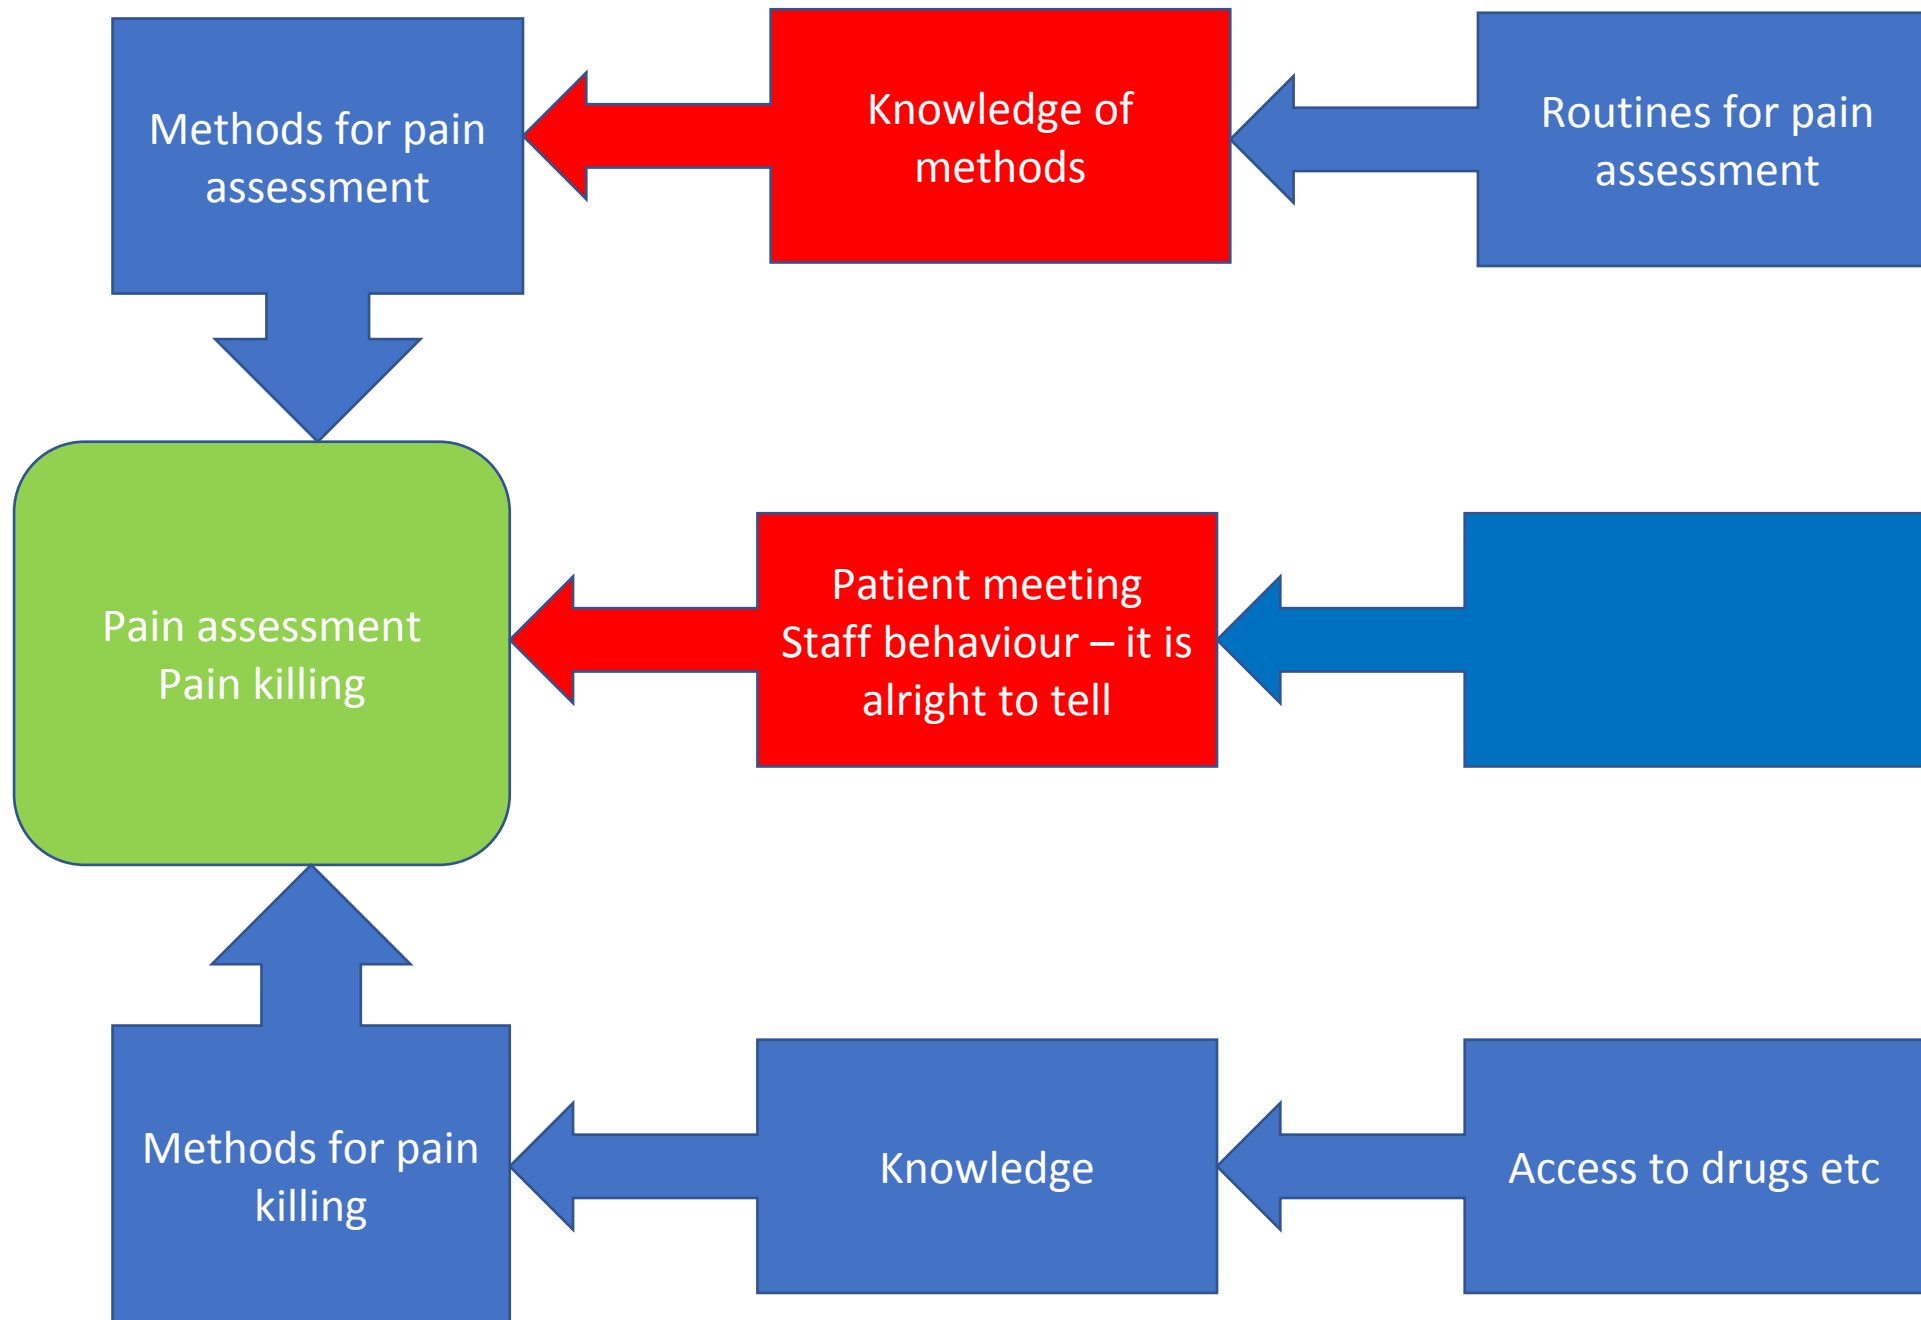 Methods for pain
assessment
Knowledge of
methods
Routines for pain
assessment
Pain assessment
Pain killing
Patient meeting
Staff behaviour – it is
alright to tell
Methods for pain
killing
Knowledge
Access to drugs etc